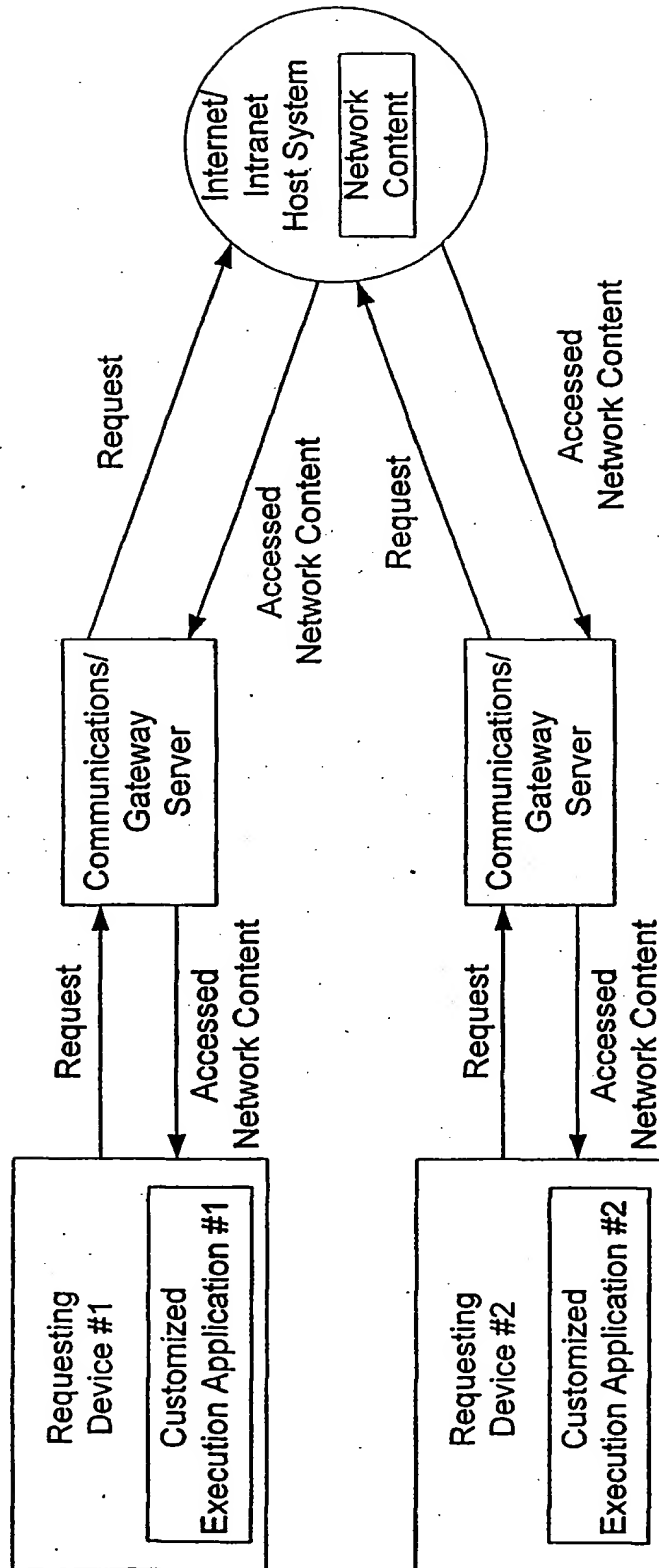 Requesting
Device #1
Customized
Execution Application #1
Request
Accessed
Network Content
Communications/
Gateway
Server
Request
Accessed
Network Content
Internet/
Intranet
Host System
Network
Content
Requesting
Device #2
Customized
Execution Application #2
Request
Accessed
Network Content
Communications/
Gateway
Server
Request
Accessed
Network Content